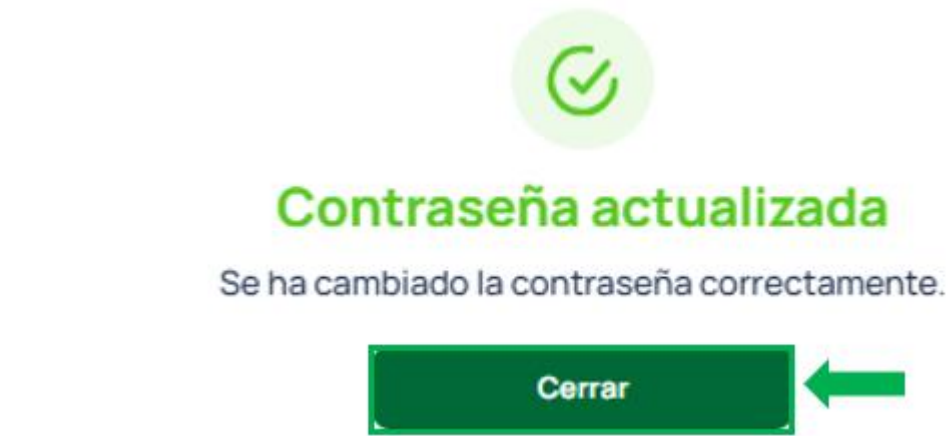 Contraseña actualizada
Se ha cambiado la contraseña correctamente.
Cerrar